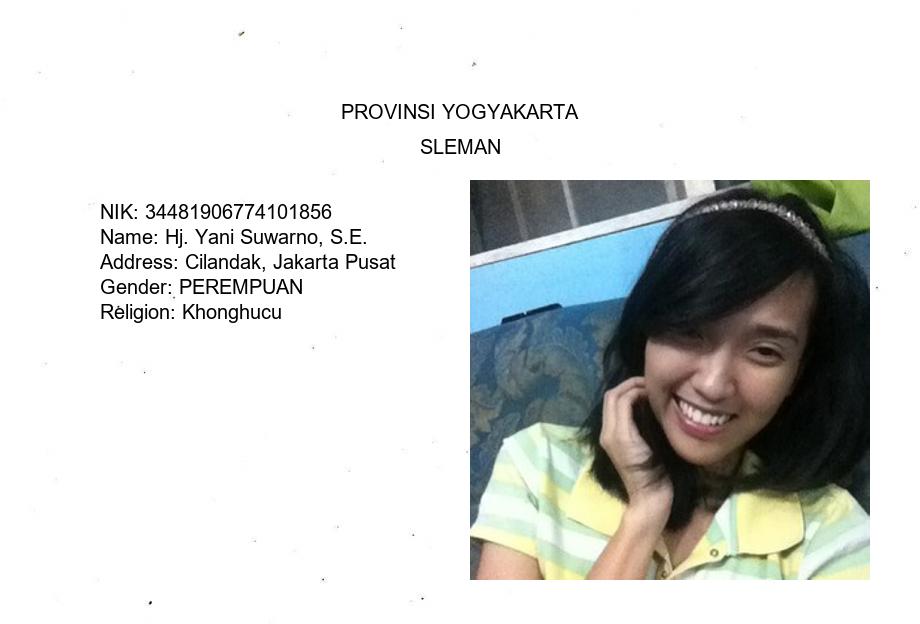 PROVINSI YOGYAKARTA
SLEMAN
NIK: 34481906774101856
Name: Hj. Yani Suwarno, S.E.
Address: Cilandak, Jakarta Pusat
Gender: PEREMPUAN
Religion: Khonghucu